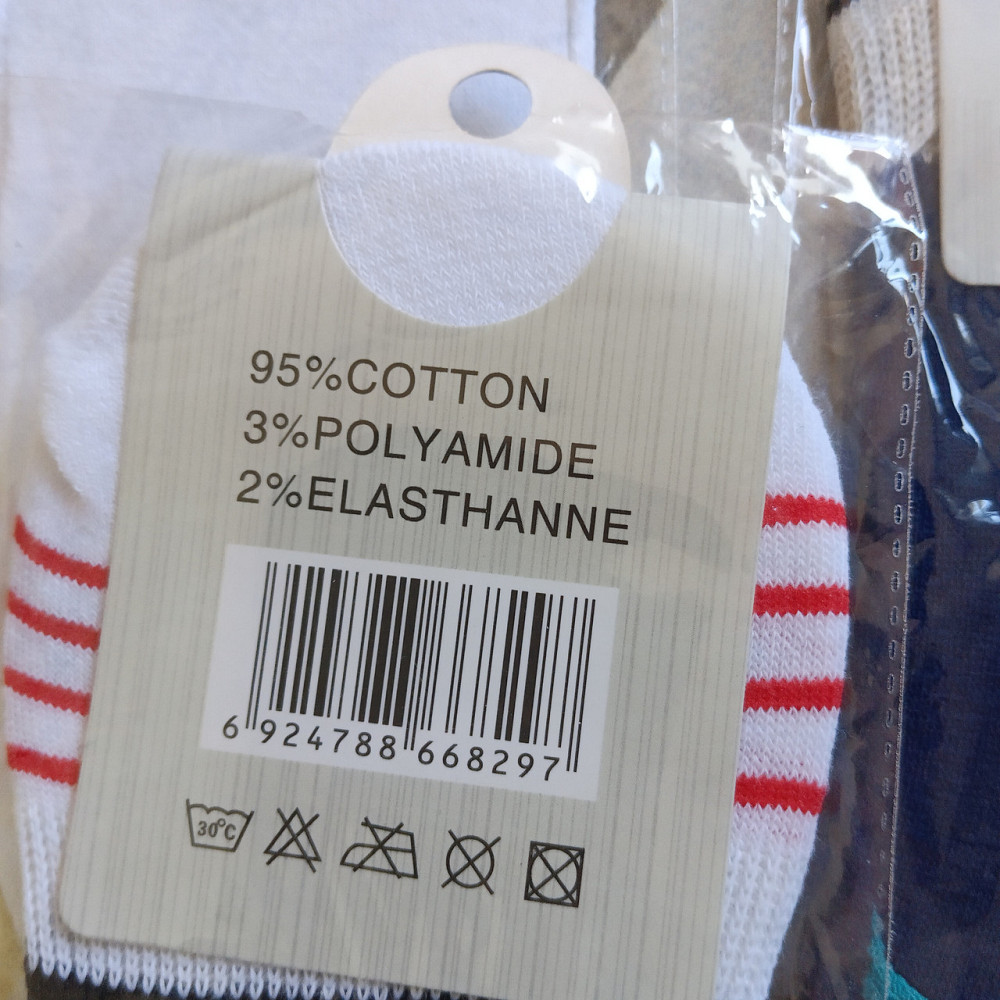 95%COTTON
3%POLYAMIDE
2%ELASTHANNE
6 924788 668297
30°C